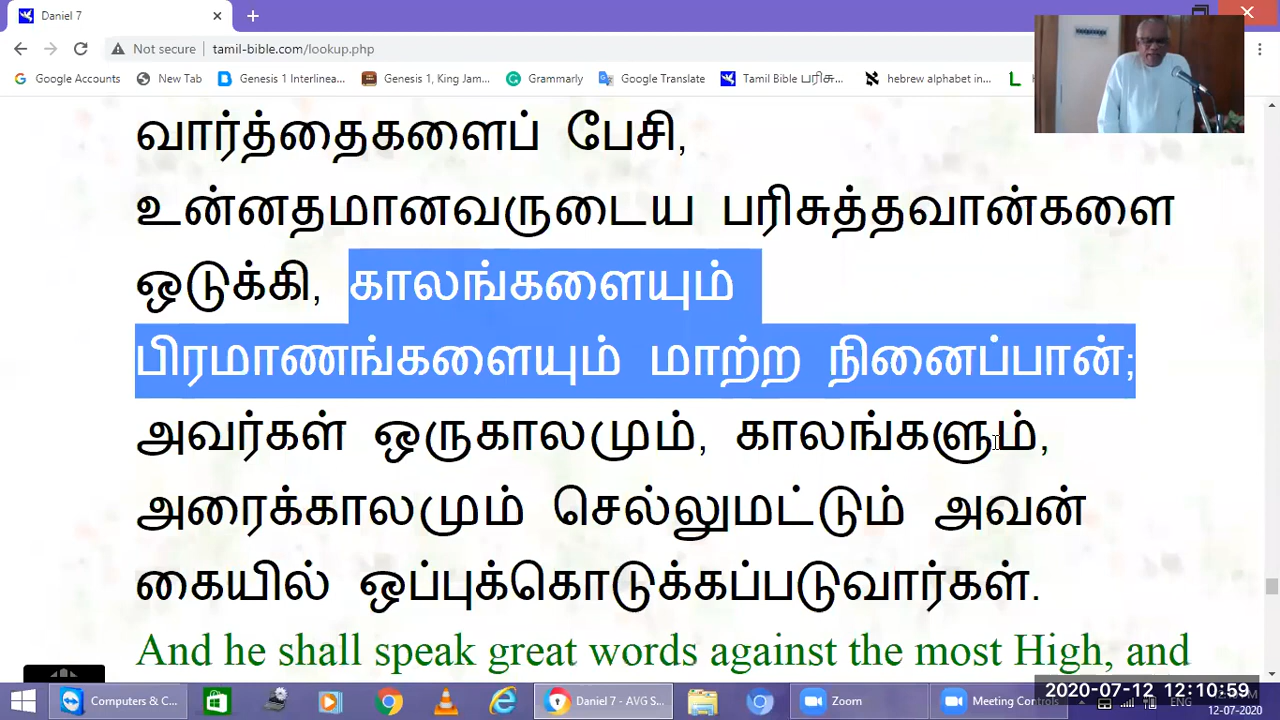 Daniel 7
Not secure | tamil-bible.com/lookup.php
Google Accounts New Tab Genesis 1 Interlinea... Genesis 1, King Jam... Grammarly Google Translate Tamil Bible பரிசு... hebrew alphabet in...
வார்த்தைகளைப் பேசி,
உன்னதமானவருடைய பரிசுத்தவான்களை
ஒடுக்கி, காலங்களையும்
பிரமாணங்களையும் மாற்ற நினைப்பான்;
அவர்கள் ஒருகாலமும், காலங்களும்,
அரைக்காலமும் செல்லுமட்டும் அவன்
கையில் ஒப்புக்கொடுக்கப்படுவார்கள்.
And he shall speak great words against the most High, and
Computers & C... Daniel 7 - AVG S... Zoom Meeting Controls ENG
2020-07-12 12:10:59
12-07-2020